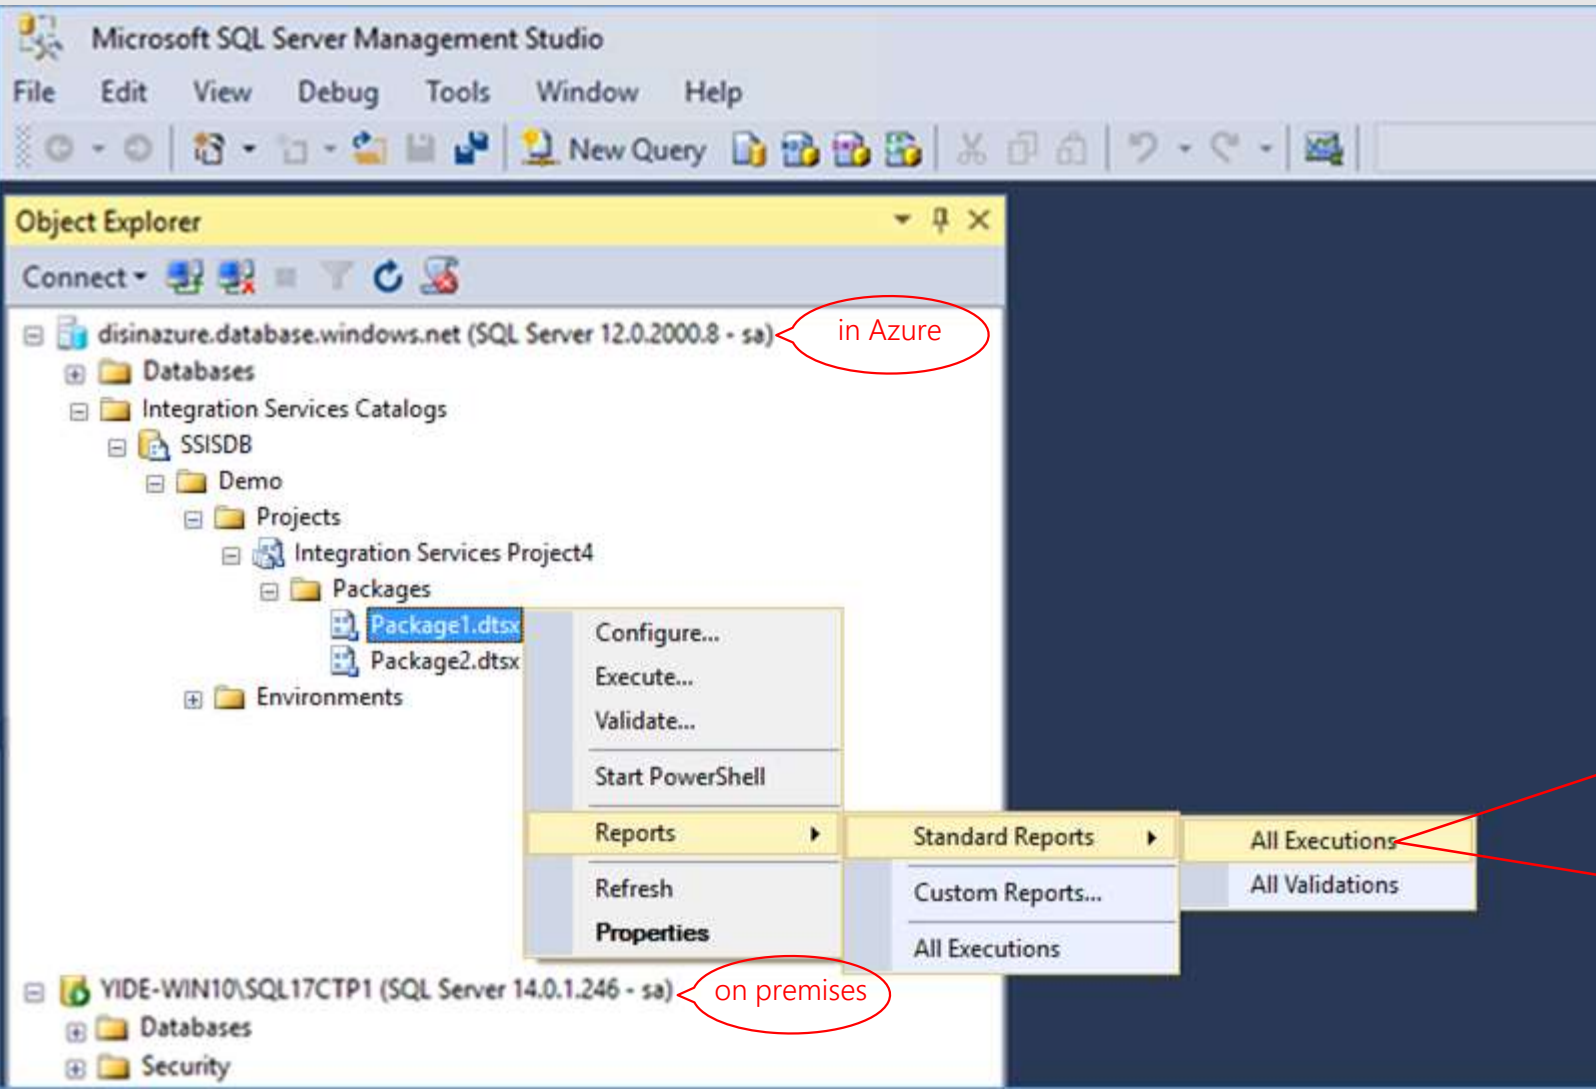 Microsoft SQL Server Management Studio
File Edit View Debug Tools Window Help
New Query
Object Explorer
Connect
disinazure.database.windows.net (SQL Server 12.0.2000.8 - sa)
in Azure
Databases
Integration Services Catalogs
SSISDB
Demo
Projects
Integration Services Project4
Packages
Package1.dtsx
Package2.dtsx
Environments
Configure...
Execute...
Validate...
Start PowerShell
Reports
Refresh
Properties
Standard Reports
Custom Reports...
All Executions
All Executions
All Validations
YIDE-WIN10\SQL17CTP1 (SQL Server 14.0.1.246 - sa)
on premises
Databases
Security